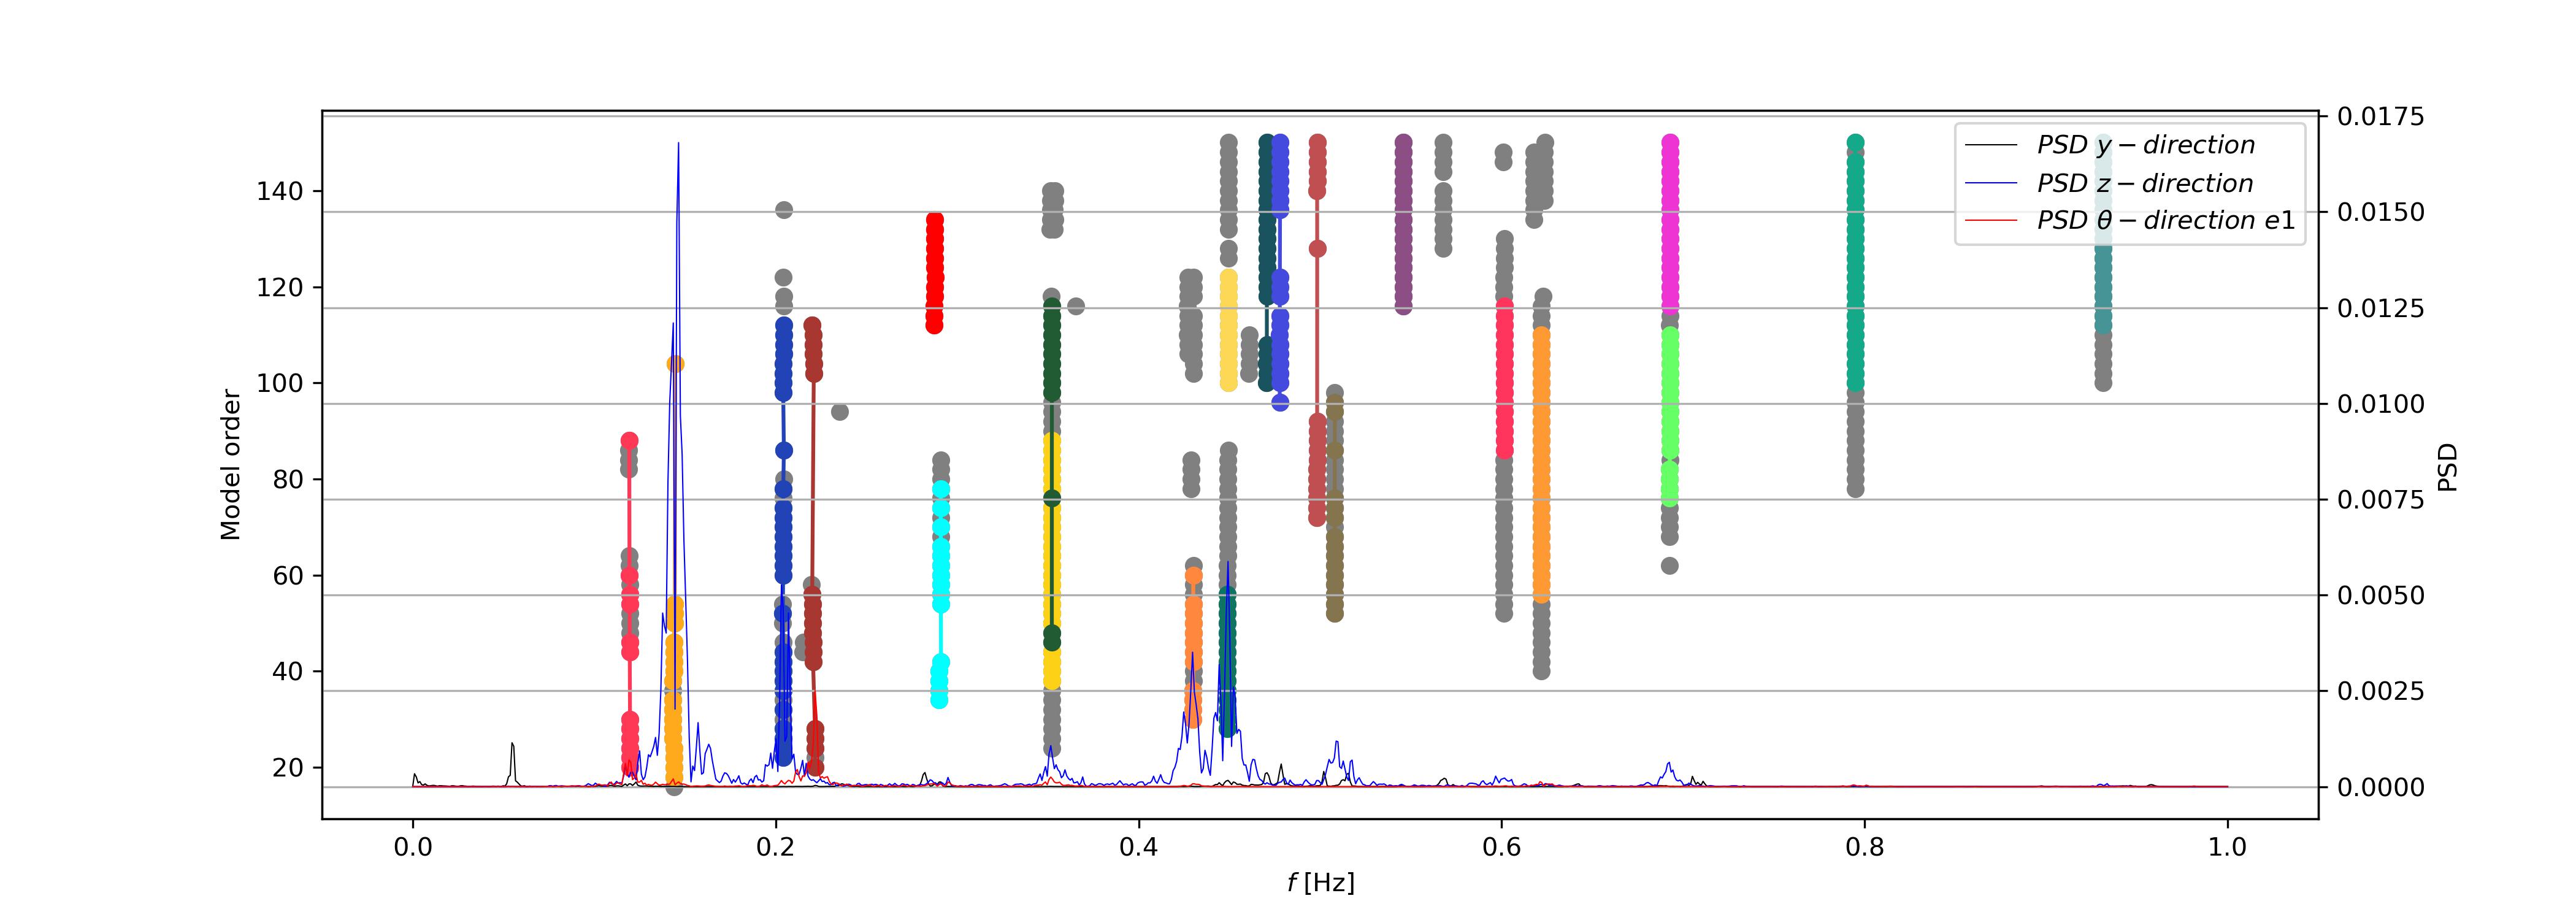 PSD y − direction
PSD z − direction
PSD θ − direction e1
Model order
140
120
100
80
60
40
20
0.0175
0.0150
0.0125
0.0100
0.0075
0.0050
0.0025
0.0000
PSD
0.0 0.2 0.4 0.6 0.8 1.0
f [Hz]